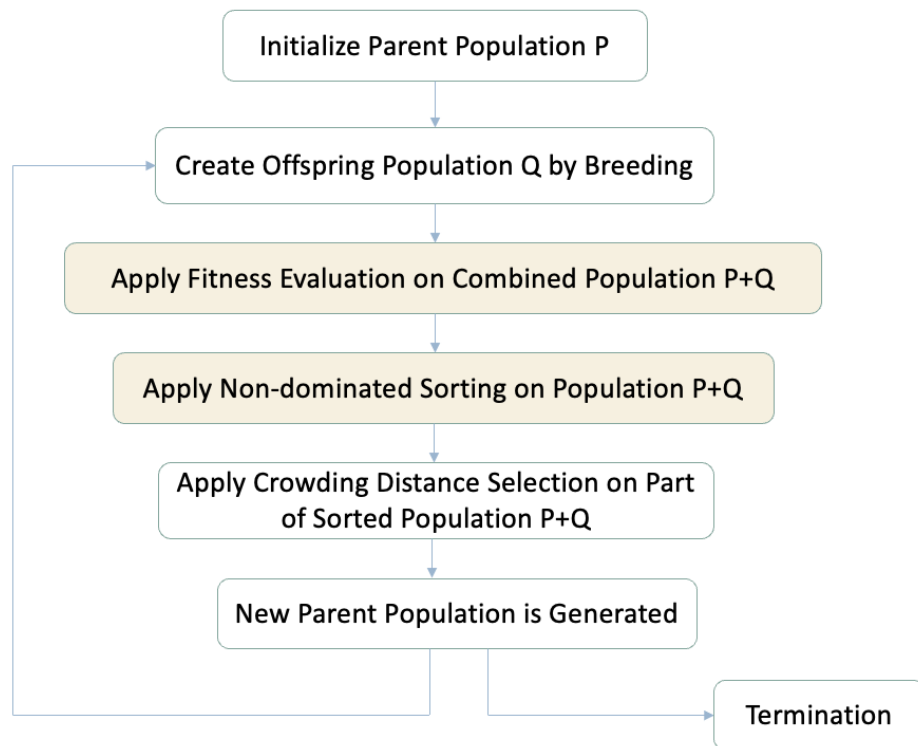 Initialize Parent Population P
Create Offspring Population Q by Breeding
Apply Fitness Evaluation on Combined Population P+Q
Apply Non-dominated Sorting on Population P+Q
Apply Crowding Distance Selection on Part
of Sorted Population P+Q
New Parent Population is Generated
Termination